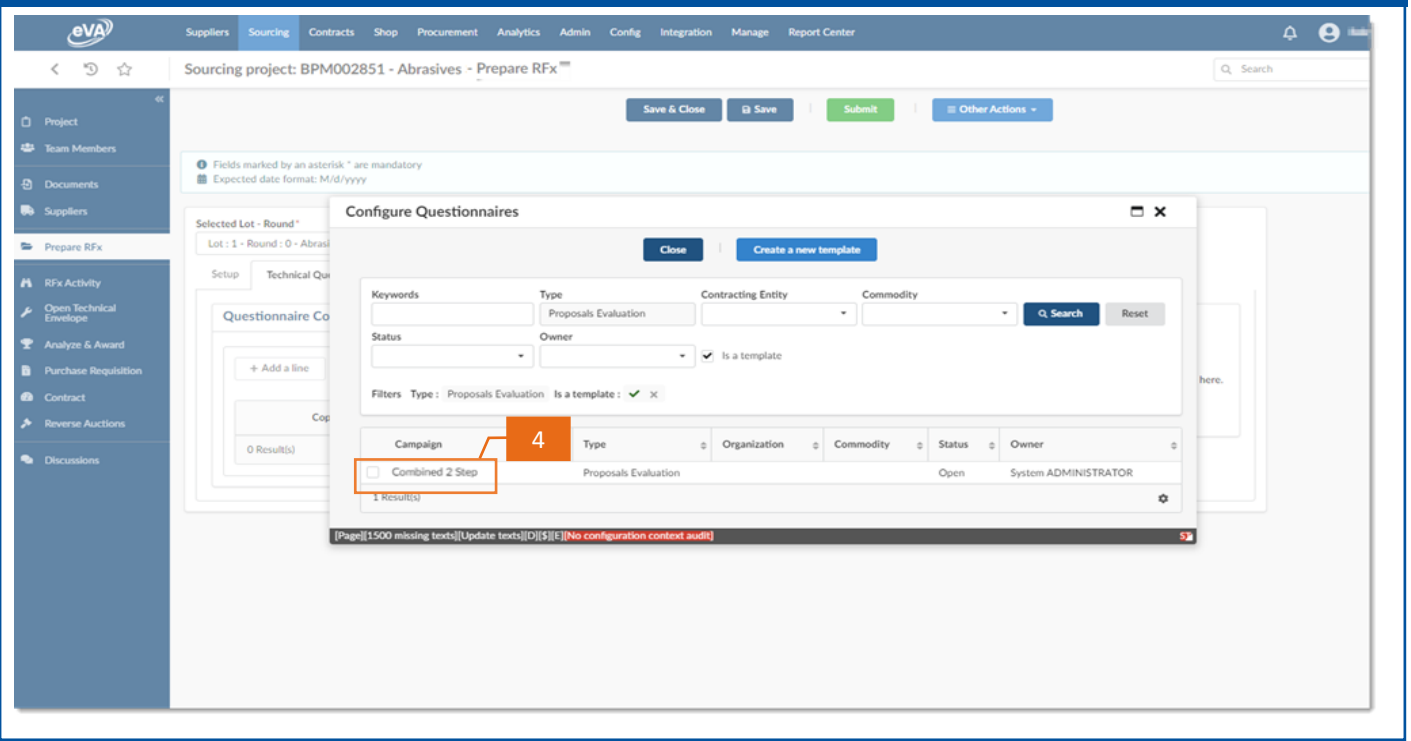 eVA
Suppliers Sourcing Contracts Shop Procurement Analytics Admin Config Integration Manage Report Center
Sourcing project: BPM002851 - Abrasives - Prepare RFx
Search
Save & Close Save Submit Other Actions
Project
Team Members
Documents
Suppliers
Prepare RFx
RFx Activity
Open Technical
Envelope
Analyze & Award
Purchase Requisition
Contract
Reverse Auctions
Discussions
Fields marked by an asterisk * are mandatory
Expected date format: M/d/yyyy
Selected Lot - Round*
Lot : 1 - Round : 0 - Abrasi
Setup Technical Que
Questionnaire Co
+ Add a line
Cop
0 Result(s)
here.
Configure Questionnaires
Close Create a new template
Keywords Type Contracting Entity Commodity
Proposals Evaluation Search Reset
Status Owner
Is a template
Filters Type : Proposals Evaluation Is a template :
4
Campaign Type Organization Commodity Status Owner
Combined 2 Step Proposals Evaluation Open System ADMINISTRATOR
1 Result(s)
[Page][1500 missing texts][Update texts][D][$][E][No configuration context audit]